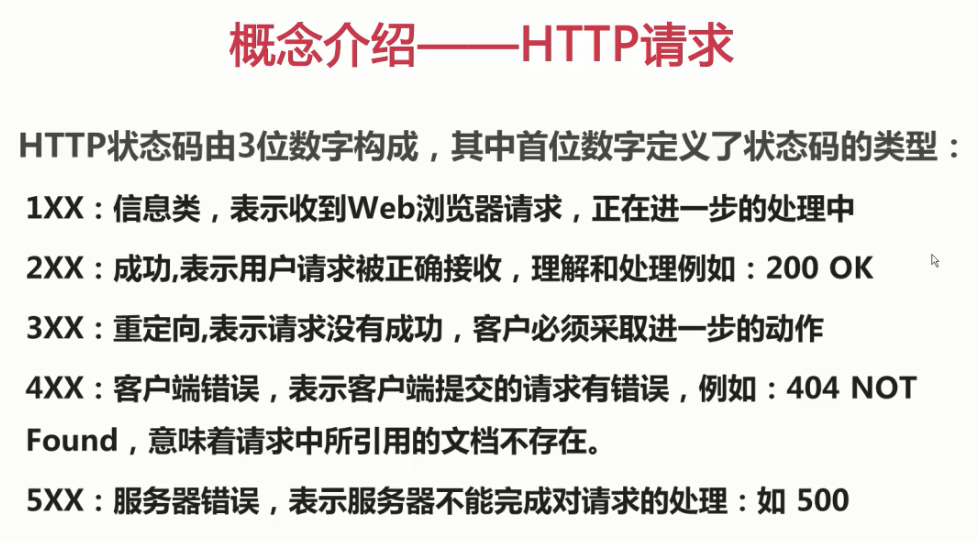 概念介绍——HTTP请求
HTTP状态码由3位数字构成，其中首位数字定义了状态码的类型：
1XX：信息类，表示收到Web浏览器请求，正在进一步的处理中
2XX：成功,表示用户请求被正确接收，理解和处理例如：200 OK
3XX：重定向,表示请求没有成功，客户必须采取进一步的动作
4XX：客户端错误，表示客户端提交的请求有错误，例如：404 NOT
Found，意味着请求中所引用的文档不存在。
5XX：服务器错误，表示服务器不能完成对请求的处理：如 500